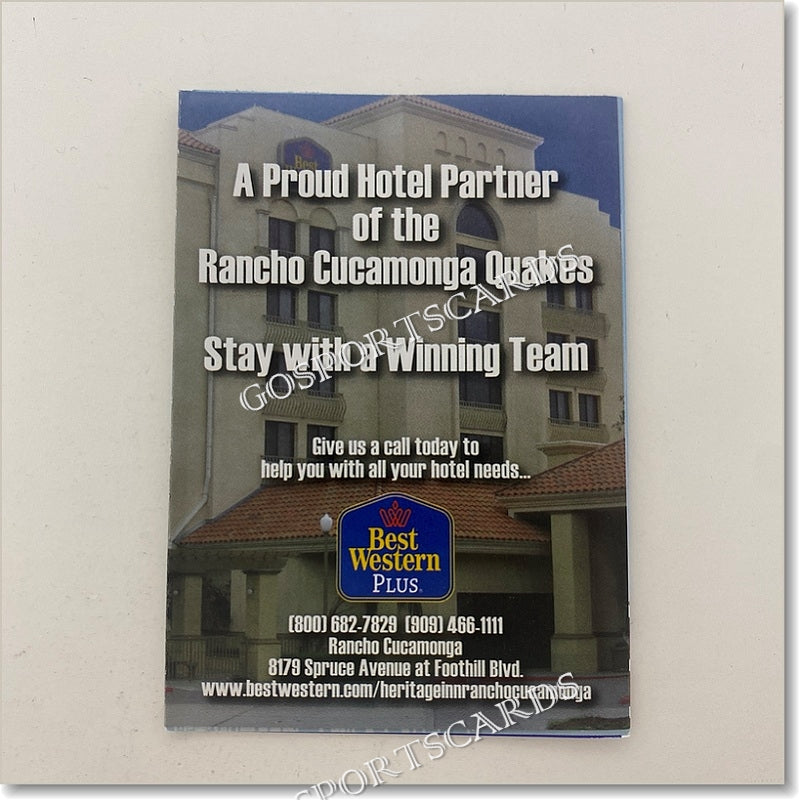 Best
A Proud Hotel Partner
of the
Rancho Cucamonga Quakes
Stay with a Winning Team
GOSPORTSCARDS
Give us a call today to
help you with all your hotel needs...
Best
Western
PLUS
(800) 682-7829 (909) 466-1111
Rancho Cucamonga
8179 Spruce Avenue at Foothill Blvd.
www.bestwestern.com/heritageinnranchocucamonga
SPORTSCARDS